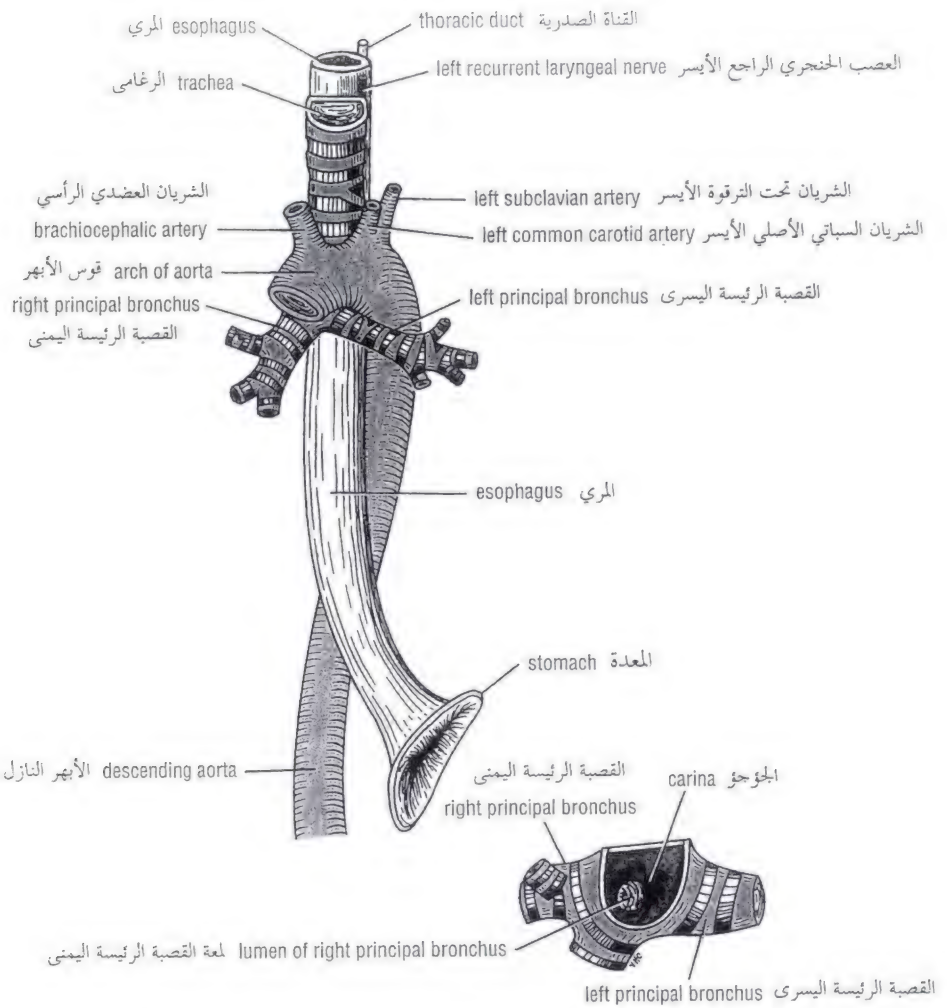 المري esophagus
thoracic duct القناة الصدرية
left recurrent laryngeal nerve العصب الحنجري الراجع الأيسر
الرغامى trachea
الشريان العضدي الرأسي
brachiocephalic artery
left subclavian artery الشريان تحت الترقوة الأيسر
left common carotid artery الشريان السباتي الأصلي الأيسر
قوس الأبهر arch of aorta
right principal bronchus
القصبة الرئيسة اليمنى
left principal bronchus القصبة الرئيسة اليسرى
esophagus المري
stomach المعدة
الأبهر النازل descending aorta
القصبة الرئيسة اليمنى
right principal bronchus
carina الجؤجؤ
لمعة القصبة الرئيسة اليمنى lumen of right principal bronchus
left principal bronchus القصبة الرئيسة اليسرى